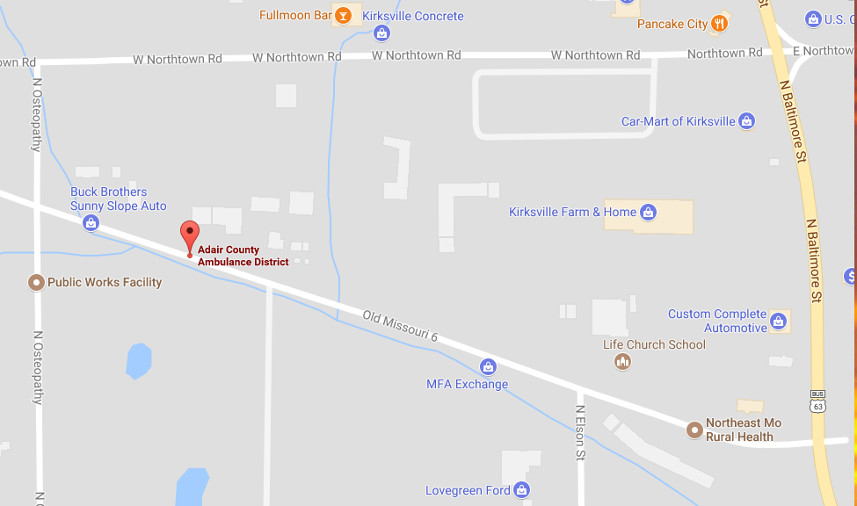 Fullmoon Bar
Kirksville Concrete
Pancake City
U.S. C
own Rd
W Northtown Rd
W Northtown Rd
W Northtown Rd
W Northtown Rd
Northtown Rd
E Northtow
St
N Osteopathy
N Baltimore St
Car-Mart of Kirksville
Buck Brothers
Sunny Slope Auto
Kirksville Farm & Home
N Baltimore St
Adair County
Ambulance District
Public Works Facility
Old Missouri 6
Custom Complete
Automotive
N Osteopathy
Life Church School
MFA Exchange
BUS
63
N Elson St
Northeast Mo
Rural Health
Lovegreen Ford
N O